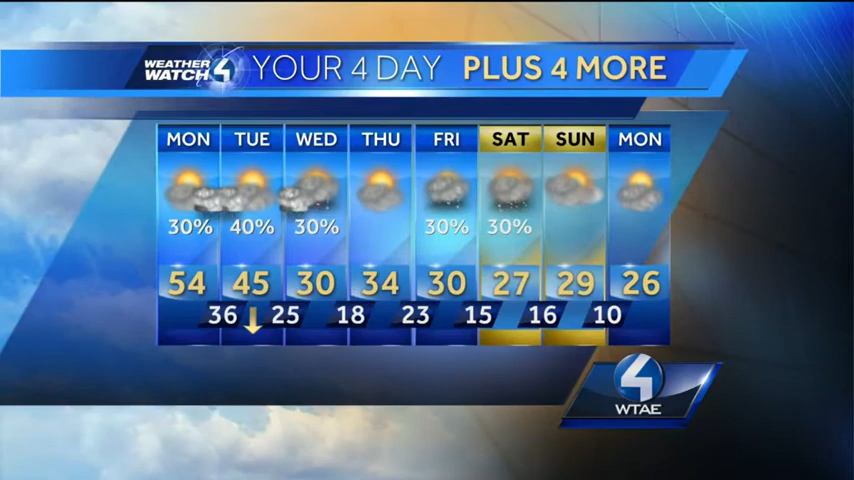 WEATHER
WATCH 4
YOUR 4 DAY PLUS 4 MORE
MON TUE WED THU FRI SAT SUN MON
30% 40% 30% 30% 30%
54 45 30 34 30 27 29 26
36 25 18 23 15 16 10
4
WTAE